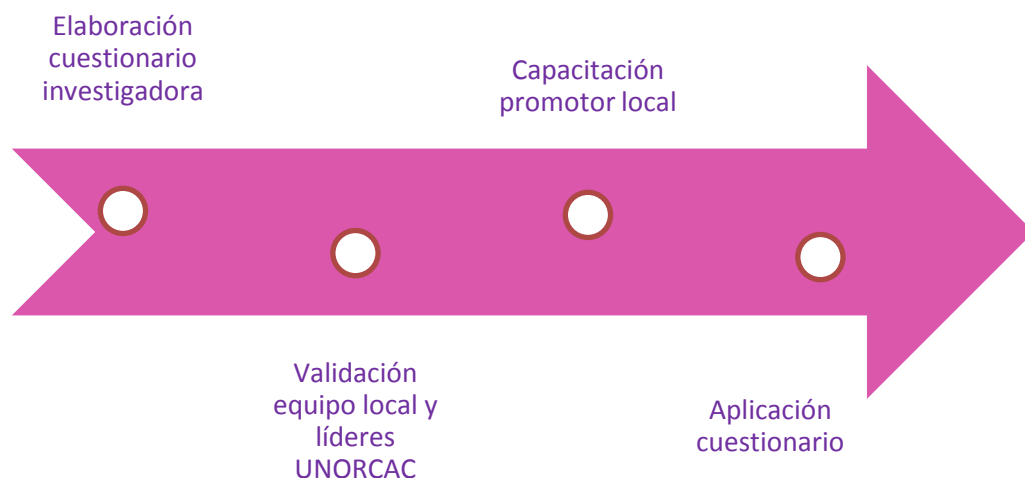 Elaboración
cuestionario
investigadora
Validación
equipo local y
líderes
UNORCAC
Capacitación
promotor local
Aplicación
cuestionario